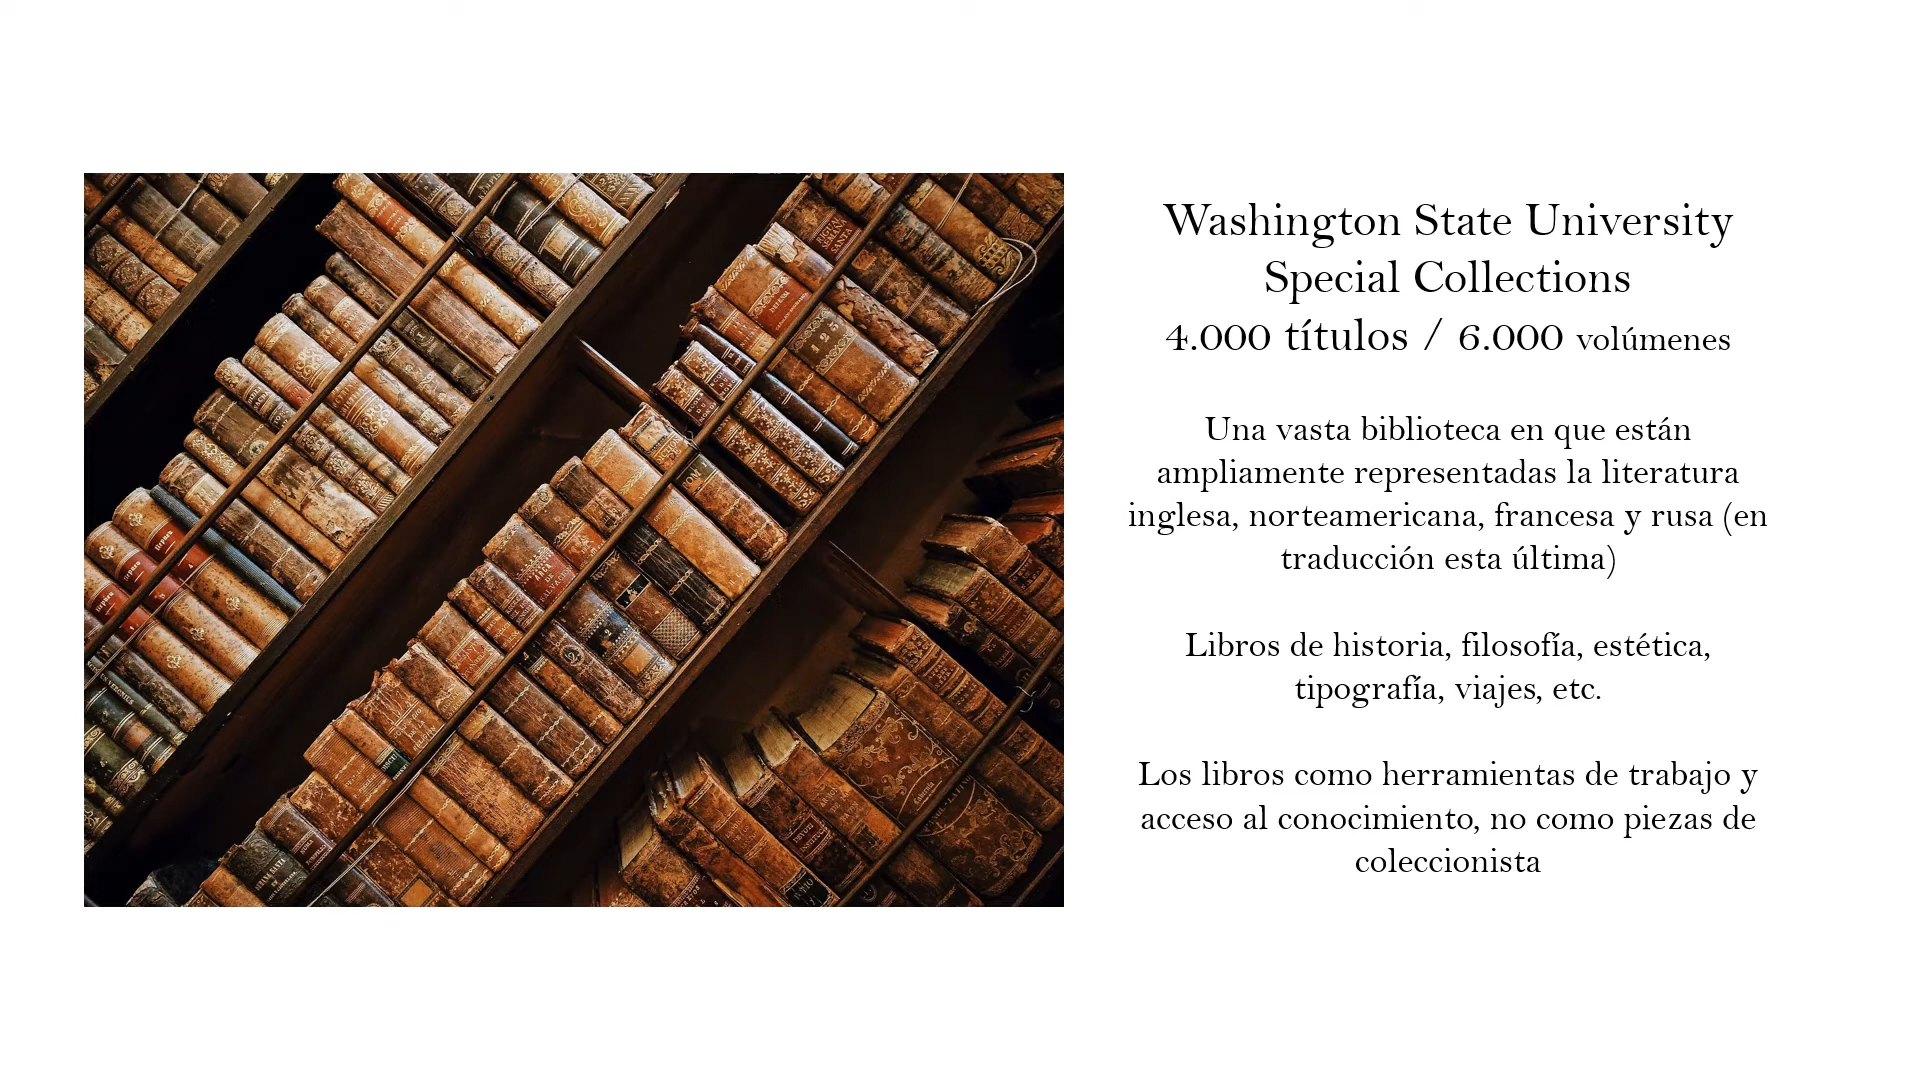 Washington State University
Special Collections
4.000 títulos / 6.000 volúmenes
Una vasta biblioteca en que están
ampliamente representadas la literatura
inglesa, norteamericana, francesa y rusa (en
traducción esta última)
Libros de historia, filosofía, estética,
tipografía, viajes, etc.
Los libros como herramientas de trabajo y
acceso al conocimiento, no como piezas de
coleccionista